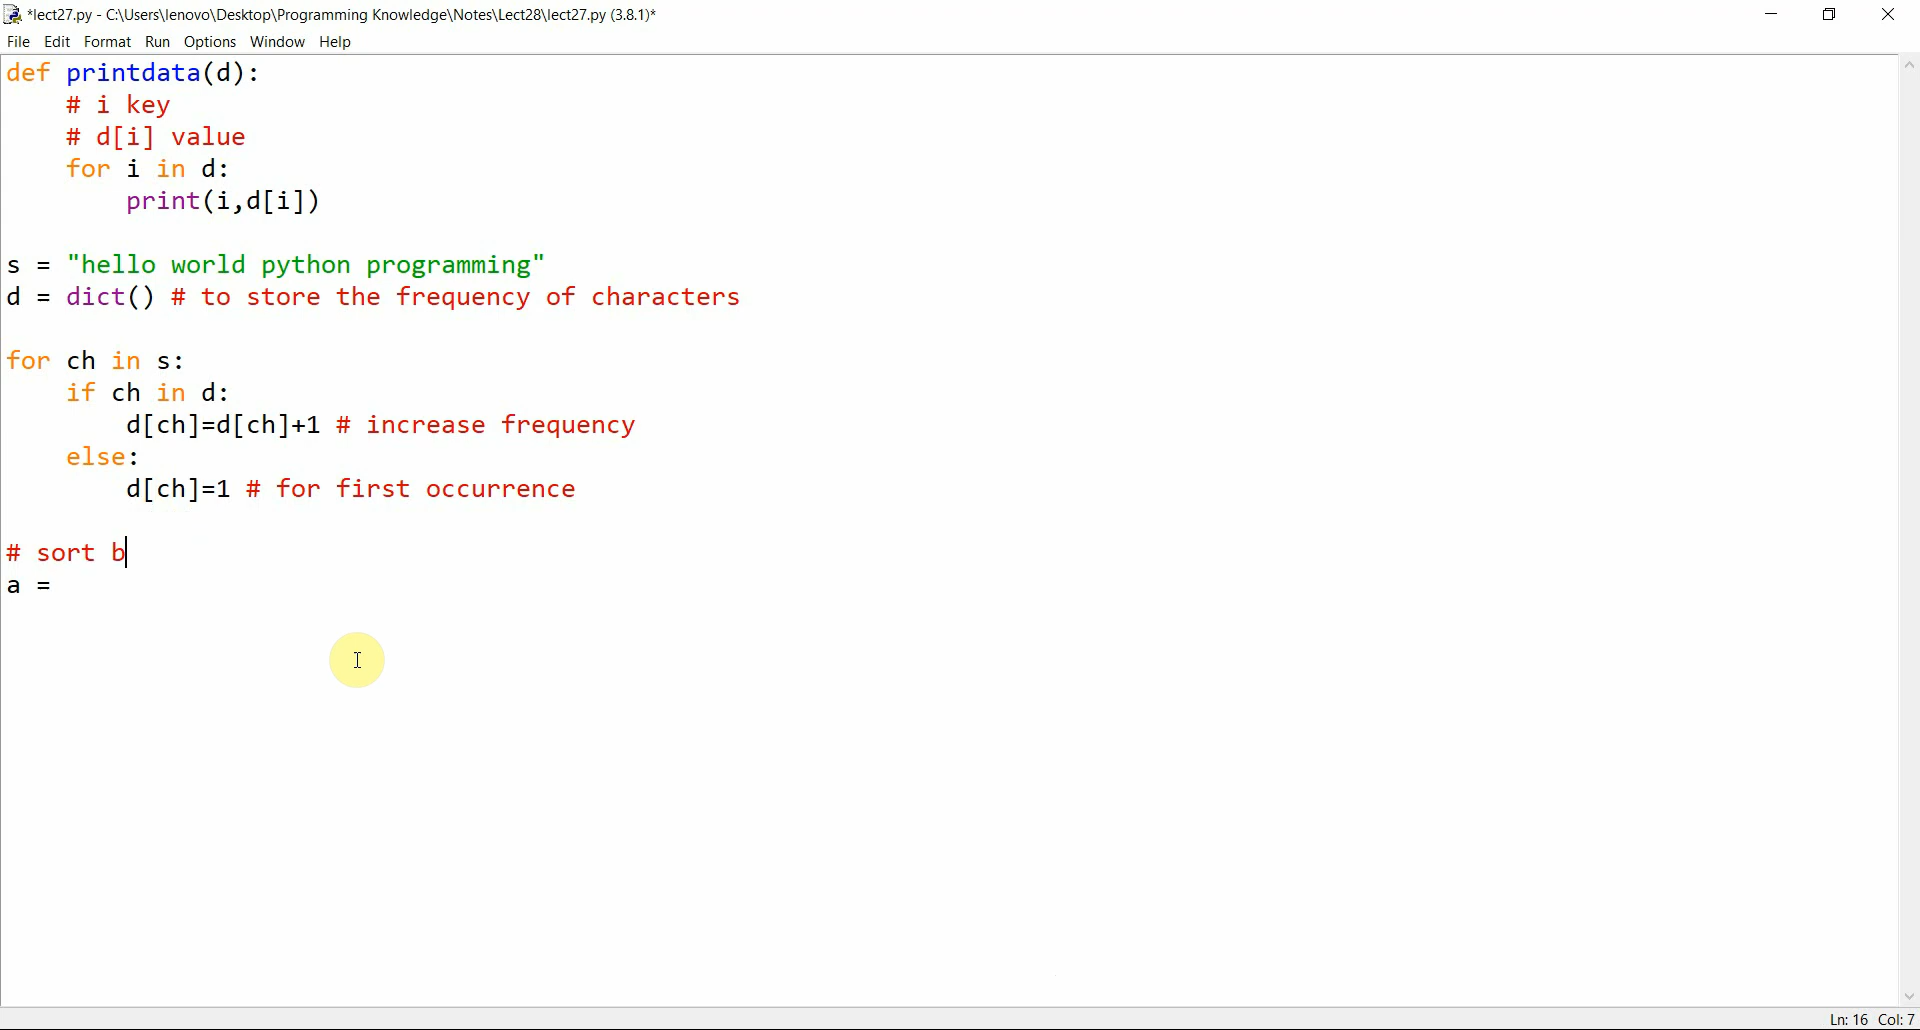 *lect27.py - C:\Users\lenovo\Desktop\Programming Knowledge\Notes\Lect28\lect27.py (3.8.1)*
File Edit Format Run Options Window Help
def printdata(d):
    # i key
    # d[i] value
    for i in d:
        print(i,d[i])
s = "hello world python programming"
d = dict() # to store the frequency of characters
for ch in s:
    if ch in d:
        d[ch]=d[ch]+1 # increase frequency
    else:
        d[ch]=1 # for first occurrence
# sort b
a =
Ln: 16 Col: 7